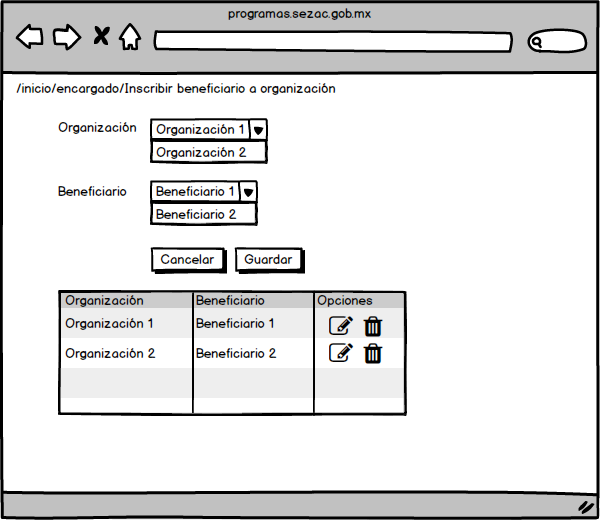 programas.sezac.gob.mx
/inicio/encargado/Inscribir beneficiario a organización
Organización
Organización 1
Organización 2
Beneficiario
Beneficiario 1
Beneficiario 2
Cancelar Guardar
Organización Beneficiario Opciones
Organización 1 Beneficiario 1
Organización 2 Beneficiario 2